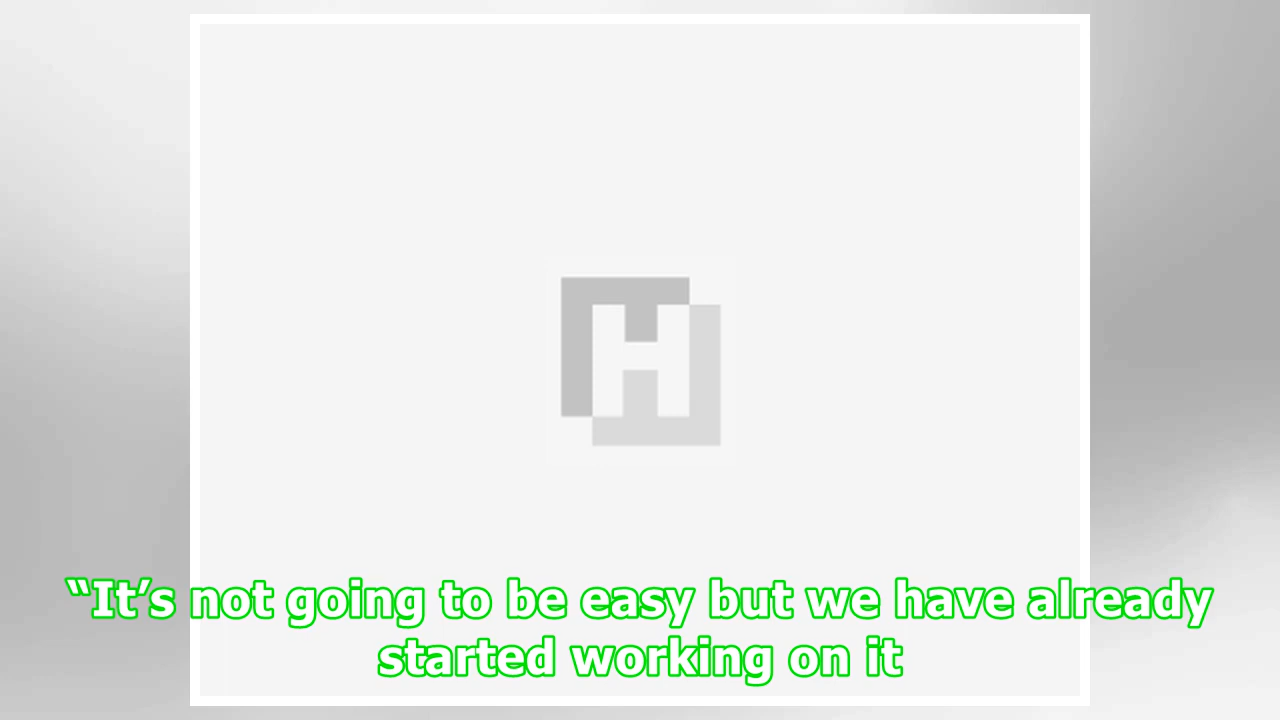 H
“It’s not going to be easy but we have already
started working on it